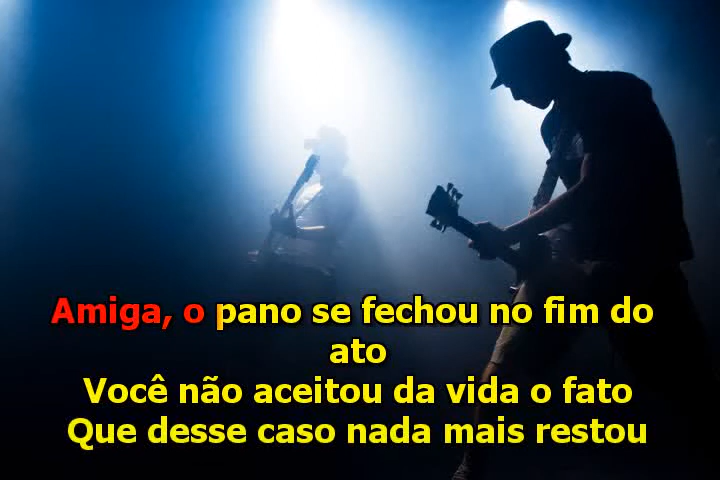 Amiga, o pano se fechou no fim do
ato
Você não aceitou da vida o fato
Que desse caso nada mais restou